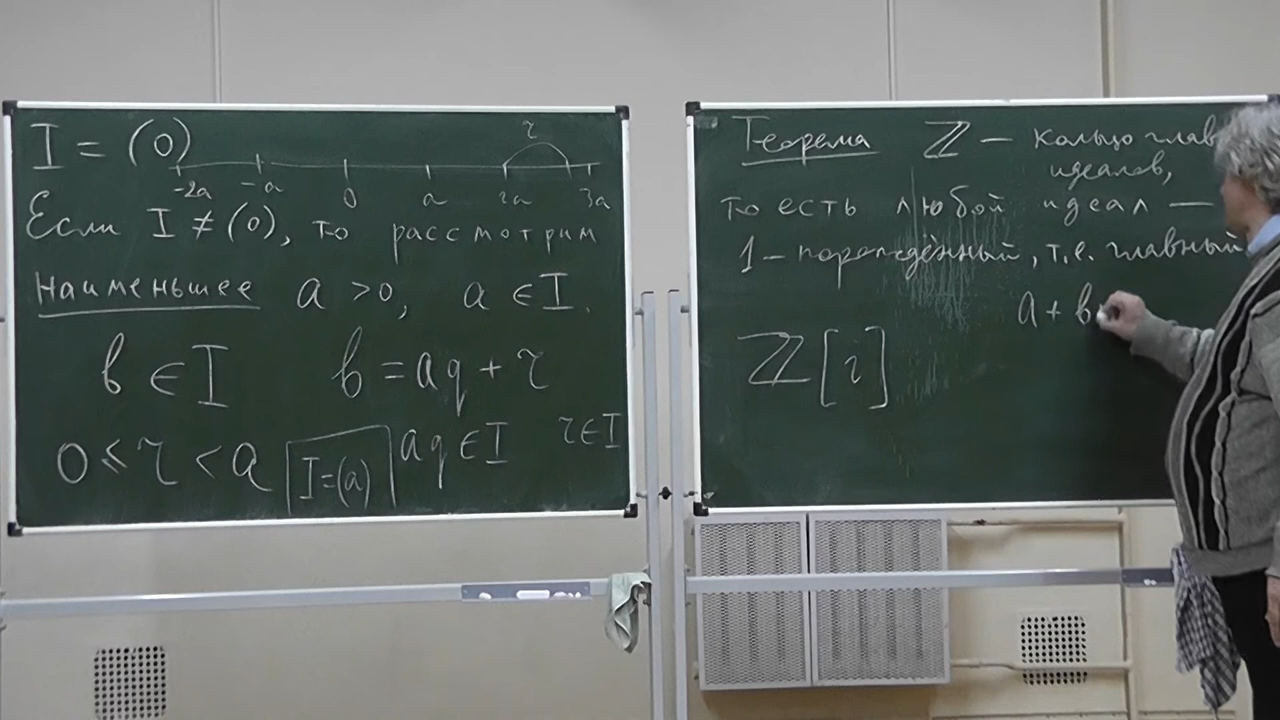 I = (0)
r
-2a -a 0 a 2a 3a
Если I ≠ (0), то рассмотрим
наименьшее a > 0, a ∈ I.
b ∈ I b = aq + r
0 ≤ r < a I=(a) aq ∈ I r ∈ I
Теорема ℤ — кольцо глав
идеалов,
то есть любой идеал —
1 – порождённый, т.е. главный
a + b
ℤ[i]